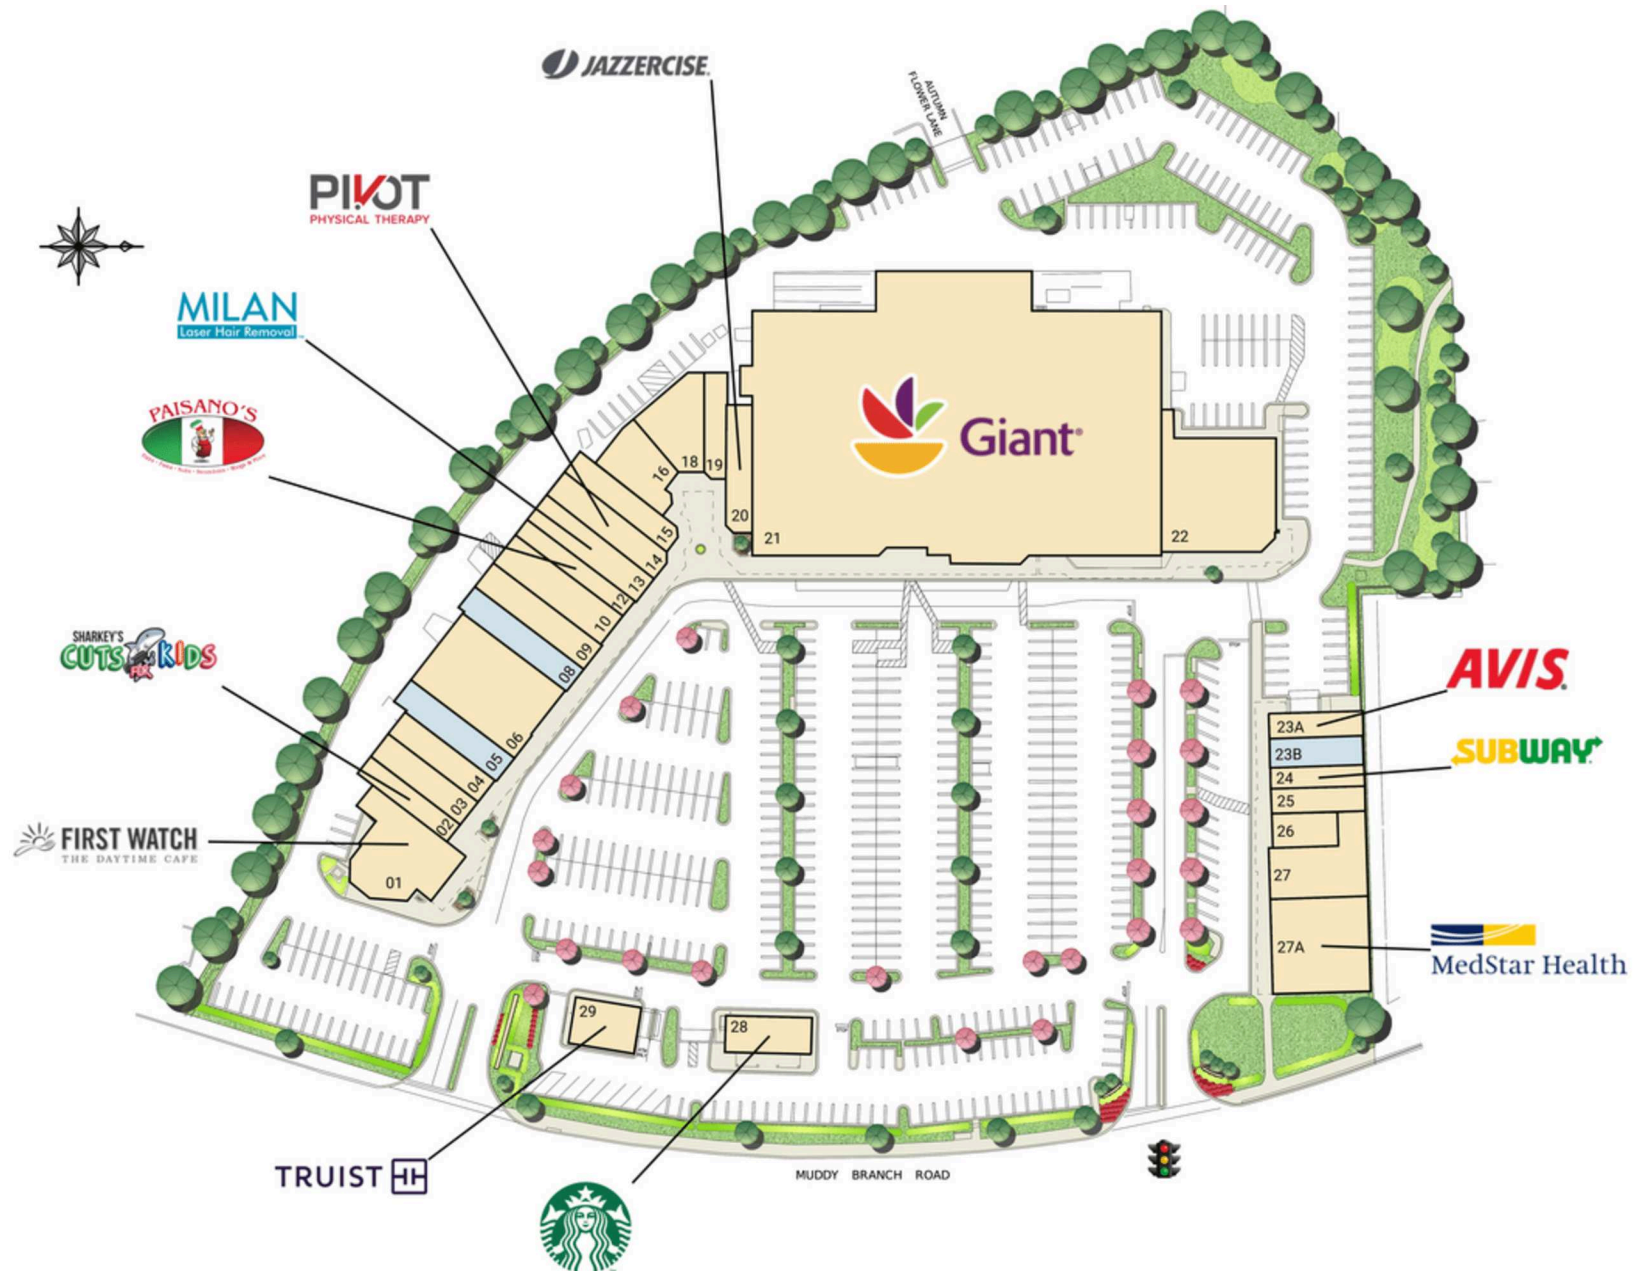 JAZZERCISE.
AUTUMN
FLOWER LANE
PIVOT
PHYSICAL THERAPY
MILAN
Laser Hair Removal
PAISANO'S
Giant
18
19
16
20
21
22
15
14
13
12
10
09
08
06
05
04
03
02
01
SHARKEY'S
CUTS FOR KIDS
FIRST WATCH
THE DAYTIME CAFE
AVIS
SUBWAY
23A
23B
24
25
26
27
27A
MedStar Health
29
28
TRUIST
MUDDY BRANCH ROAD